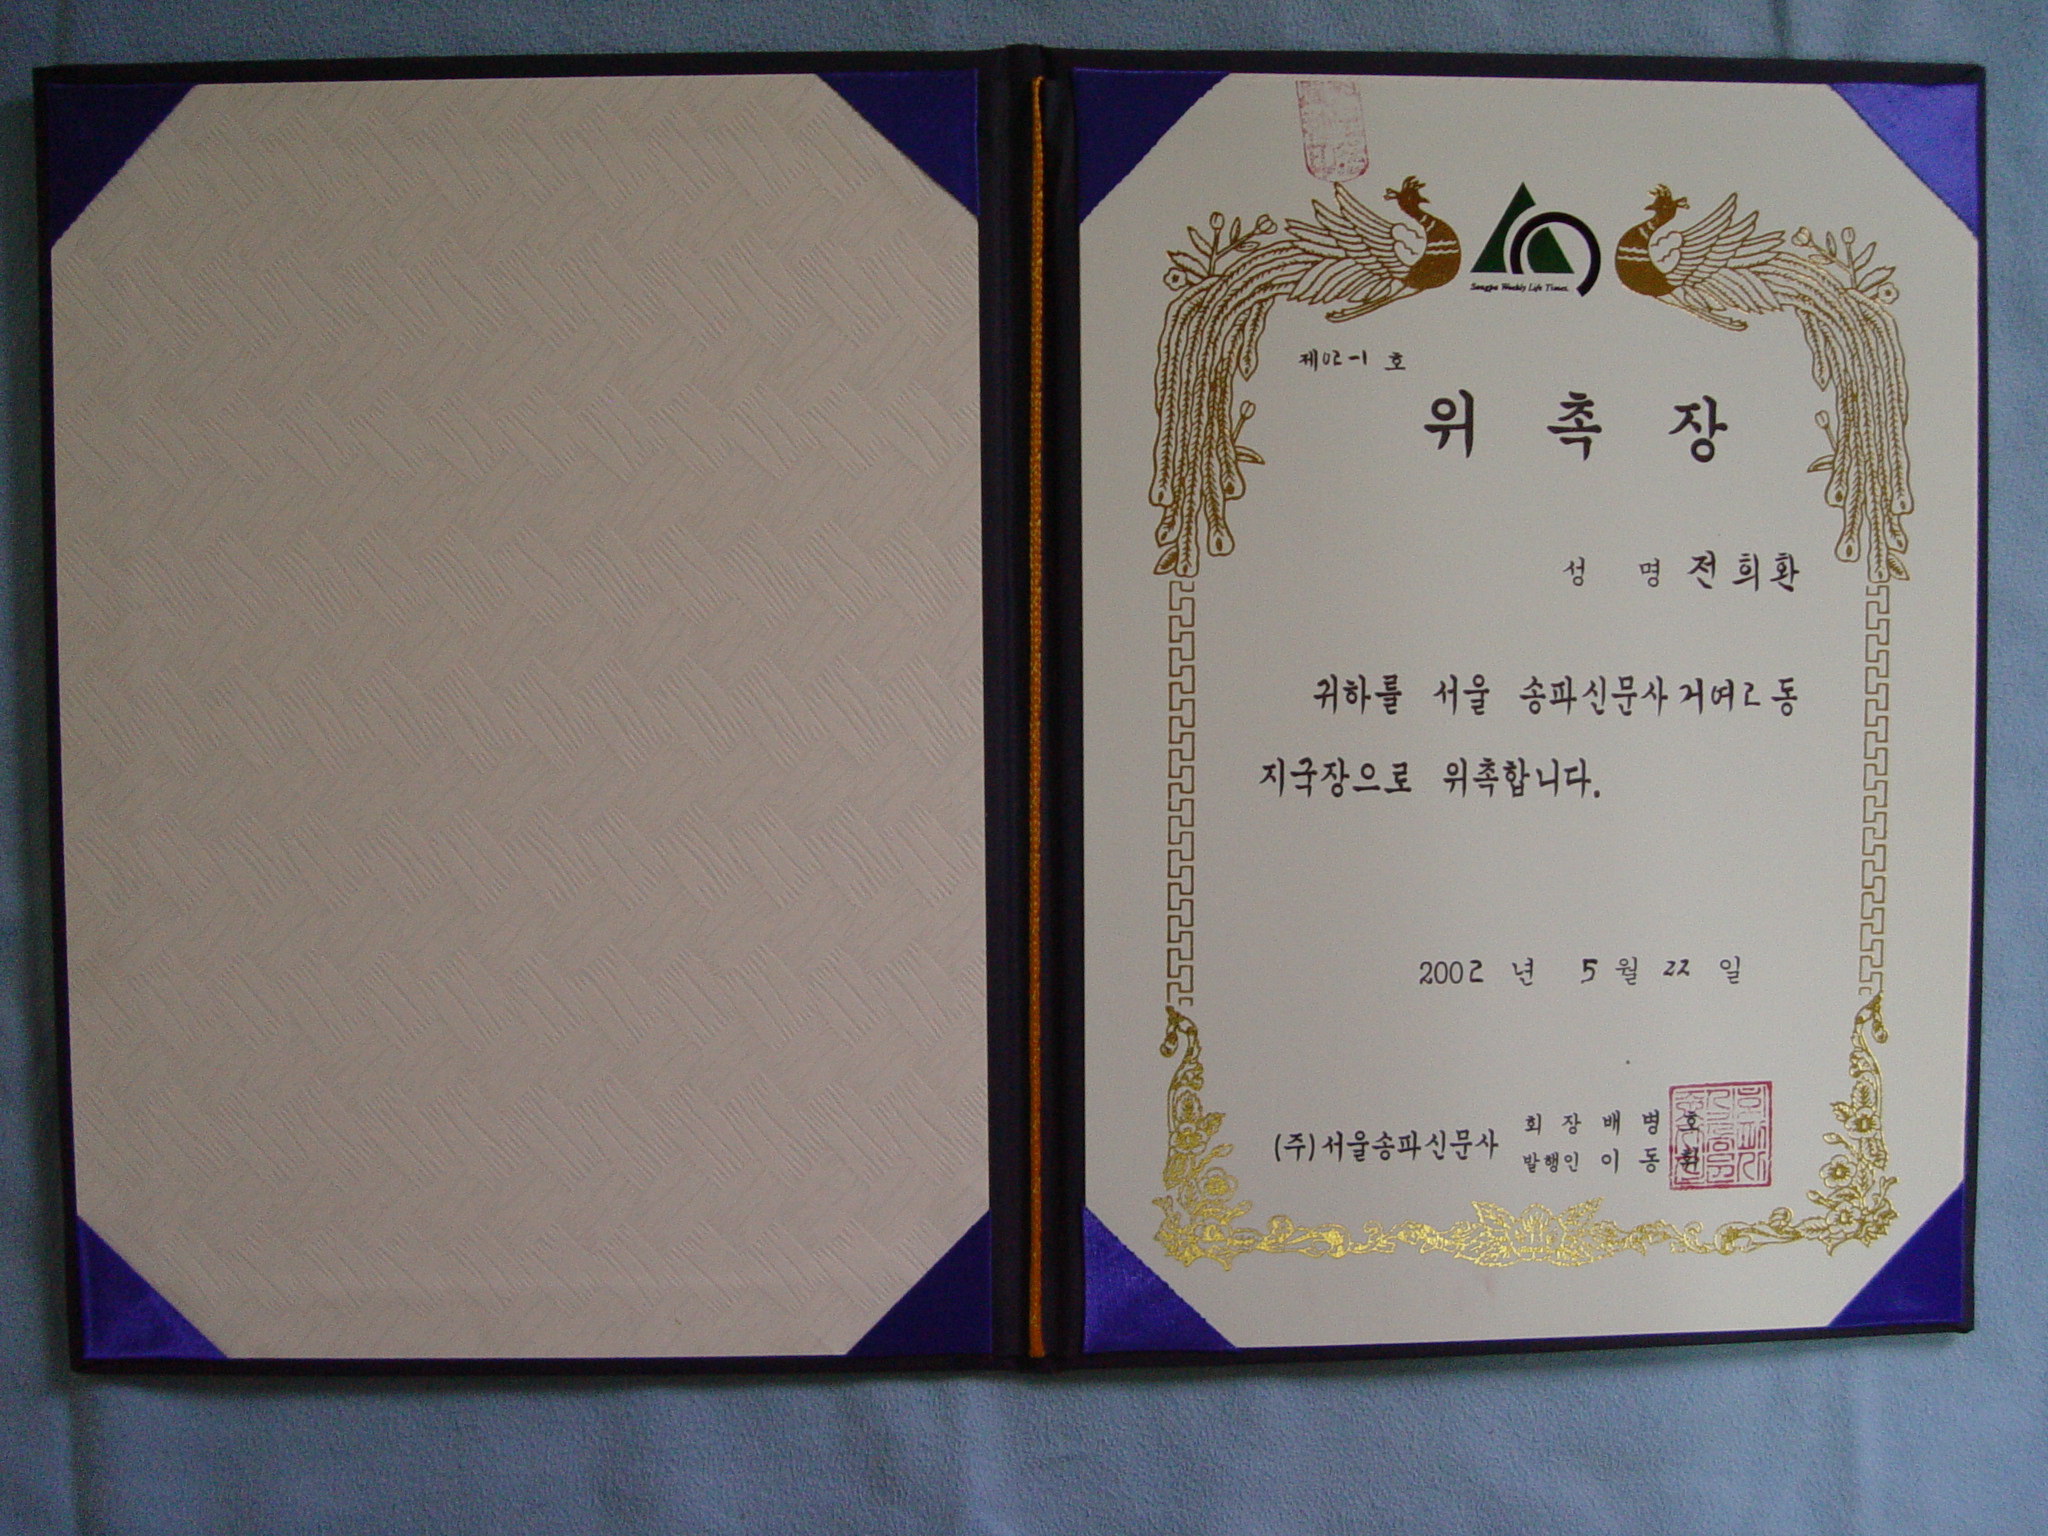 Songpa Weekly Life Times.
제02-1 호
위 촉 장
성 명 전희환
귀하를 서울 송파신문사 거여2동
지국장으로 위촉합니다.
2002 년 5 월 22 일
(주)서울송파신문사
회 장 배 병 호
발행인 이 동